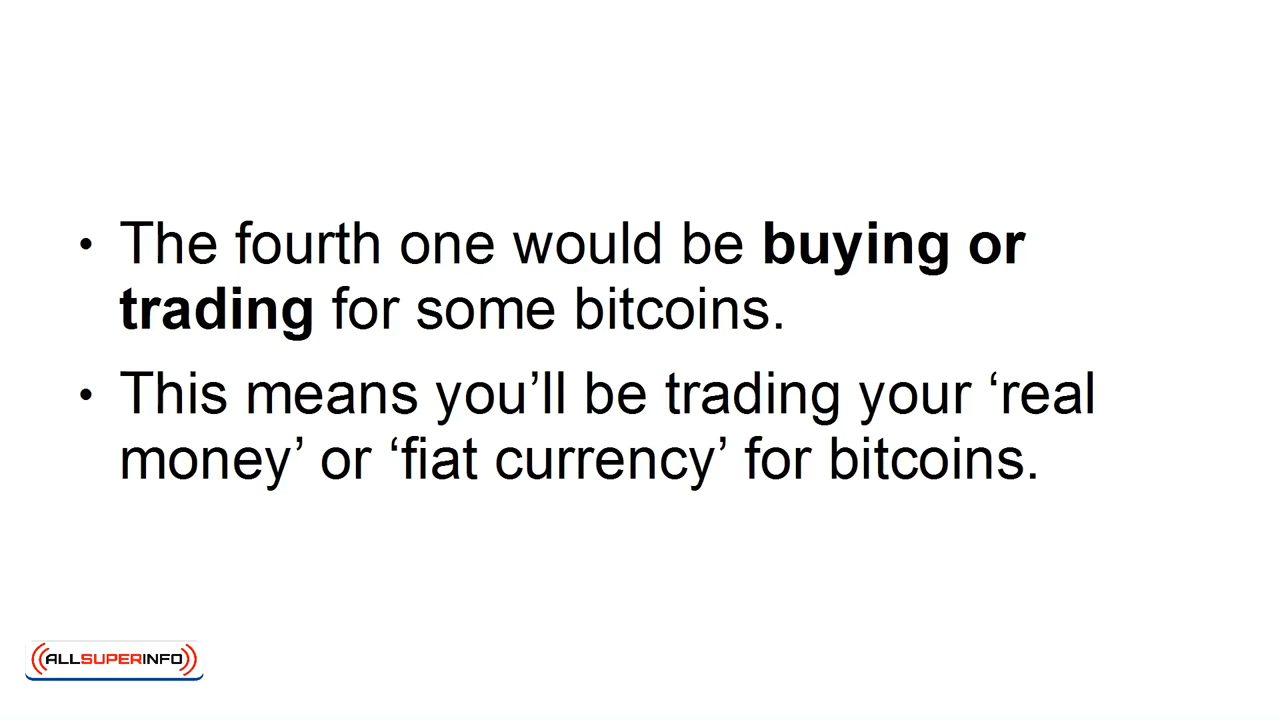 • The fourth one would be buying or
trading for some bitcoins.
• This means you’ll be trading your ‘real
money’ or ‘fiat currency’ for bitcoins.
ALLSUPERINFO